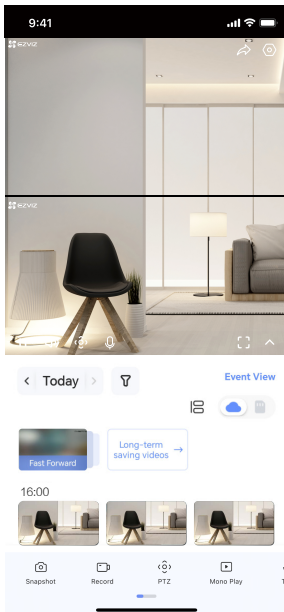 9:41
EZVIZ
EZVIZ
Today
Event View
Fast Forward
Long-term
saving videos
16:00
Snapshot
Record
PTZ
Mono Play